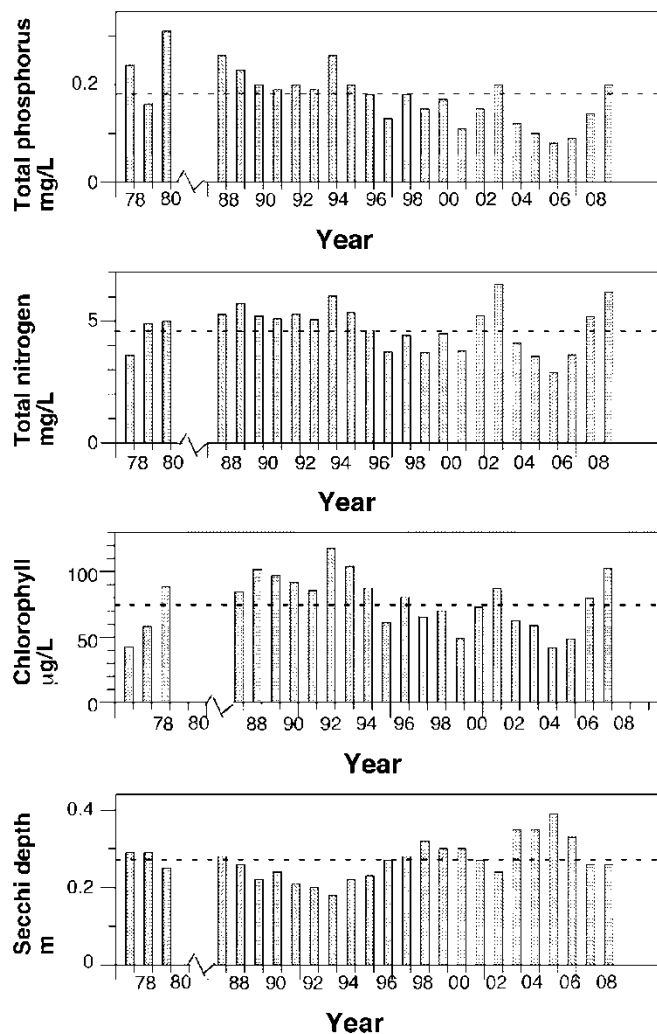 Total phosphorus
mg/L
0.2
0
78 80 88 90 92 94 96 98 00 02 04 06 08
Year
Total nitrogen
mg/L
5
0
78 80 88 90 92 94 96 98 00 02 04 06 08
Year
Chlorophyll
µg/L
100
50
0
78 80 88 90 92 94 96 98 00 02 04 06 08
Year
Secchi depth
m
0.4
0.2
0
78 80 88 90 92 94 96 98 00 02 04 06 08
Year